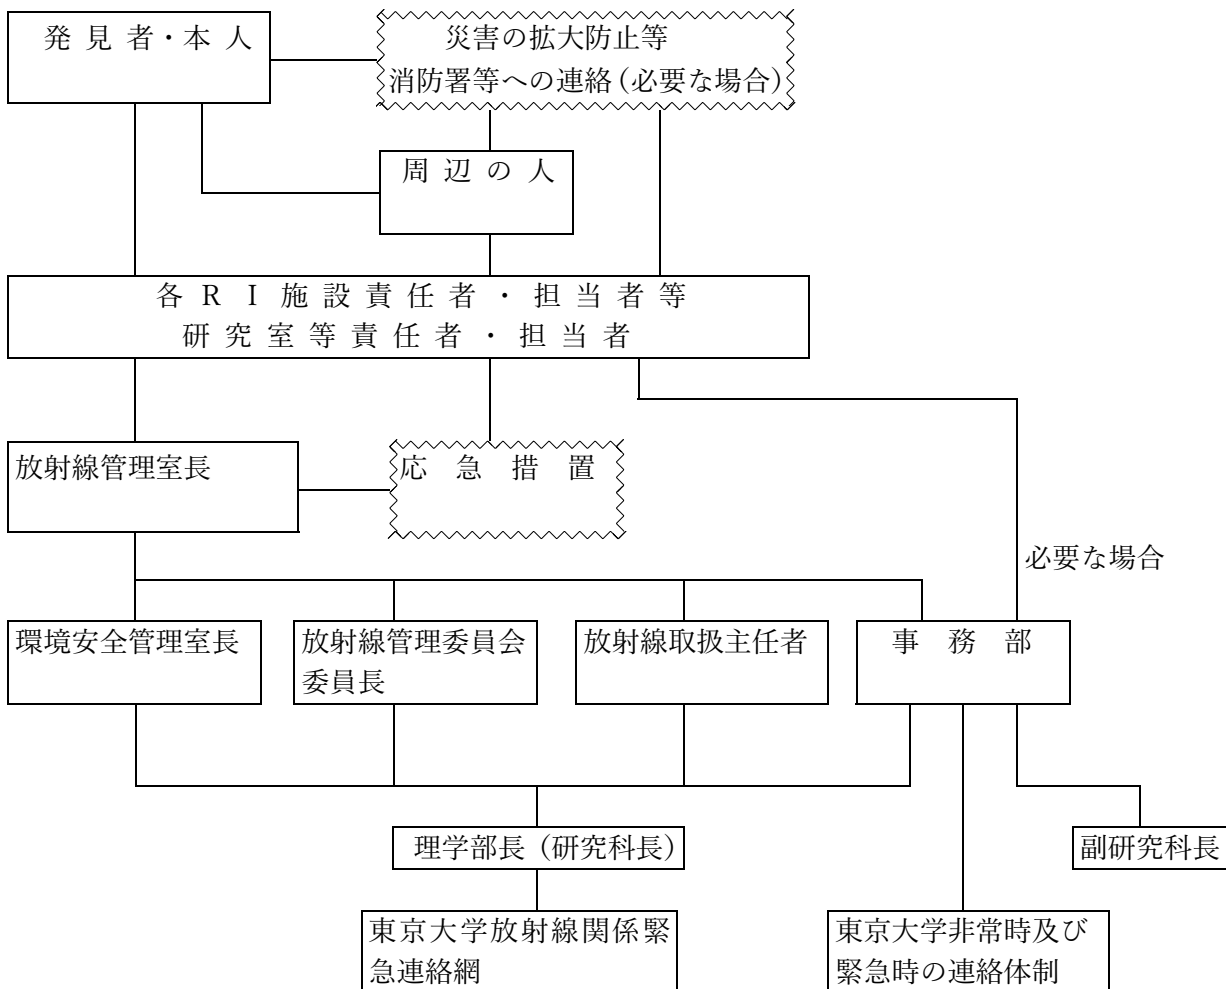 発見者・本人
災害の拡大防止等
消防署等への連絡(必要な場合)
周辺の人
各RI施設責任者・担当者等
研究室等責任者・担当者
放射線管理室長
応急措置
必要な場合
環境安全管理室長
放射線管理委員会
委員長
放射線取扱主任者
事務部
理学部長(研究科長)
副研究科長
東京大学放射線関係緊
急連絡網
東京大学非常時及び
緊急時の連絡体制